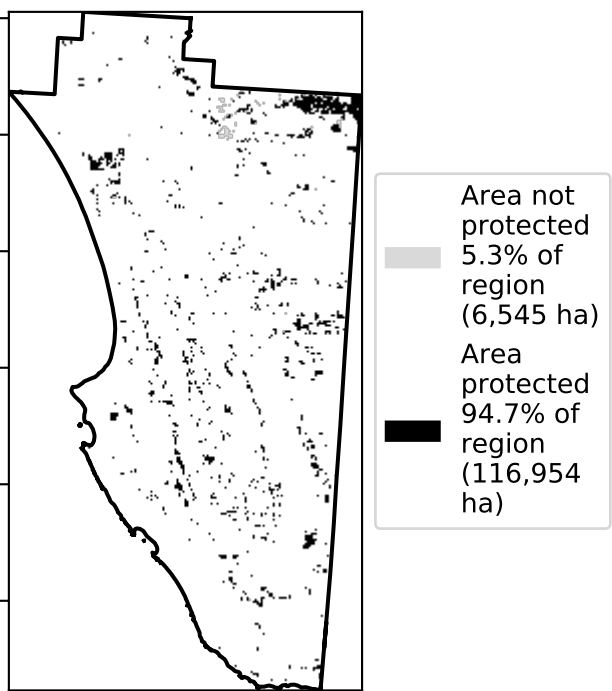 Area not
protected
5.3% of
region
(6,545 ha)
Area
protected
94.7% of
region
(116,954
ha)